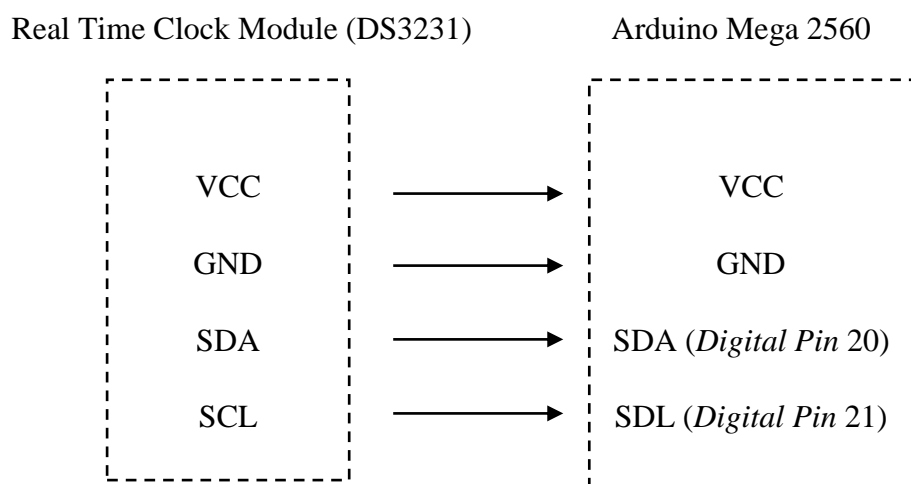 Real Time Clock Module (DS3231) Arduino Mega 2560
VCC VCC
GND GND
SDA SDA (Digital Pin 20)
SCL SDL (Digital Pin 21)